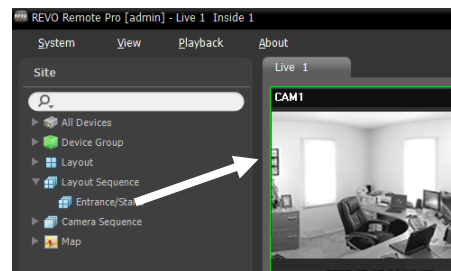 REVO Remote Pro [admin] - Live 1 Inside 1
System View Playback About
Site
Live 1
CAM1
All Devices
Device Group
Layout
Layout Sequence
Camera Sequence
Map